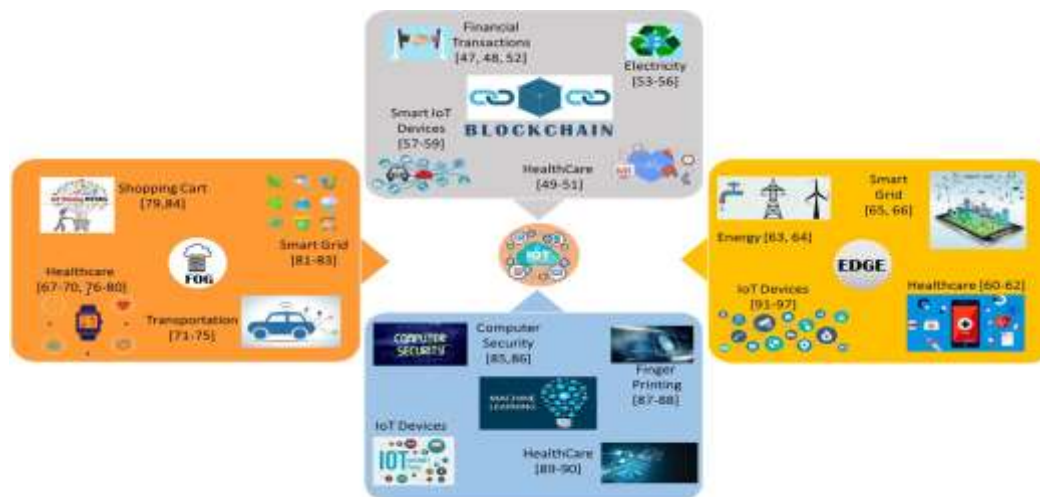 Financial
Transactions
[47, 48, 52]
Electricity
[53-56]
Smart IoT
Devices
[57-59]
BLOCKCHAIN
HealthCare
[49-51]
Shopping Cart
[79,84]
Smart Grid
[81-83]
FOG
Healthcare
[67-70, 76-80]
Transportation
[71-75]
IOT
Smart
Grid
[65, 66]
Energy [63, 64]
EDGE
IoT Devices
[91-97]
Healthcare [60-62]
COMPUTER
SECURITY
Computer
Security
[85,86]
Finger
Printing
[87-88]
MACHINE
LEARNING
IoT Devices
IOT
HealthCare
[89-90]